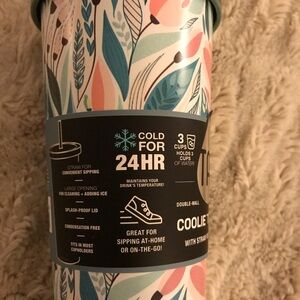 STRAW FOR
CONVENIENT SIPPING
LARGE OPENING
FOR CLEANING + ADDING ICE
SPLASH-PROOF LID
CONDENSATION-FREE
FITS IN MOST
CUPHOLDERS
COLD
FOR
24HR
MAINTAINS YOUR
DRINK'S TEMPERATURE!
GREAT FOR
SIPPING AT-HOME
OR ON-THE-GO!
3
CUPS
HOLDS 3
CUPS
OF WATER!
DOUBLE-WALL
COOLIE
WITH STRAW